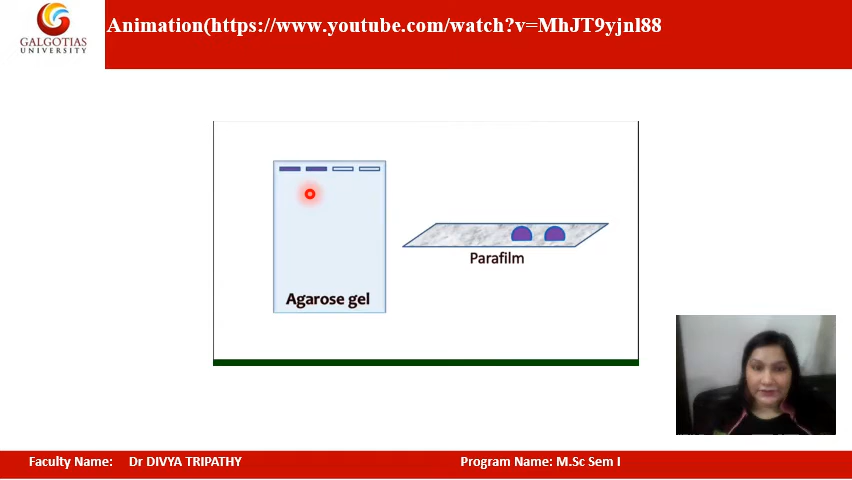 GALGOTIAS
UNIVERSITY
Animation(https://www.youtube.com/watch?v=MhJT9yjnl88
Agarose gel
Parafilm
Faculty Name: Dr DIVYA TRIPATHY
Program Name: M.Sc Sem I